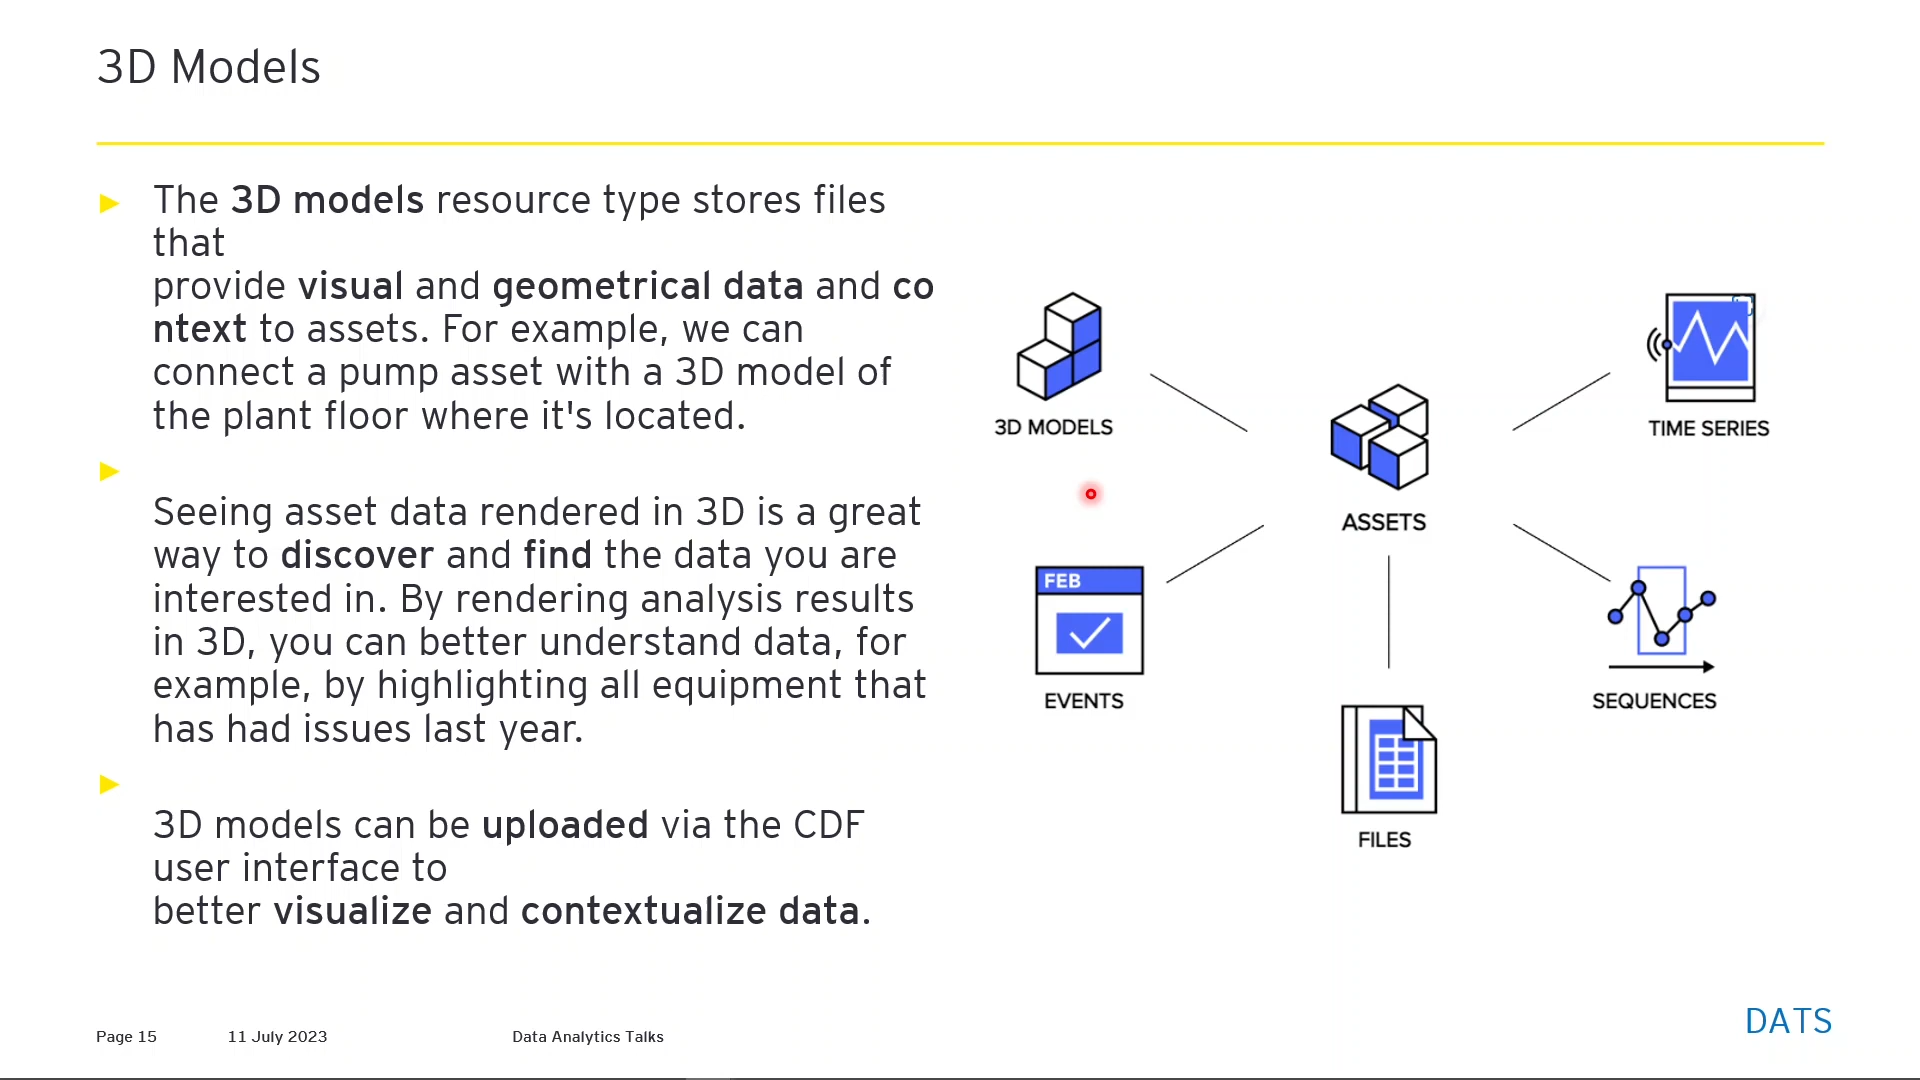 3D Models
The 3D models resource type stores files
that
provide visual and geometrical data and co
ntext to assets. For example, we can
connect a pump asset with a 3D model of
the plant floor where it's located.
Seeing asset data rendered in 3D is a great
way to discover and find the data you are
interested in. By rendering analysis results
in 3D, you can better understand data, for
example, by highlighting all equipment that
has had issues last year.
3D models can be uploaded via the CDF
user interface to
better visualize and contextualize data.
3D MODELS
TIME SERIES
ASSETS
FEB
EVENTS
SEQUENCES
FILES
Page 15
11 July 2023
Data Analytics Talks
DATS